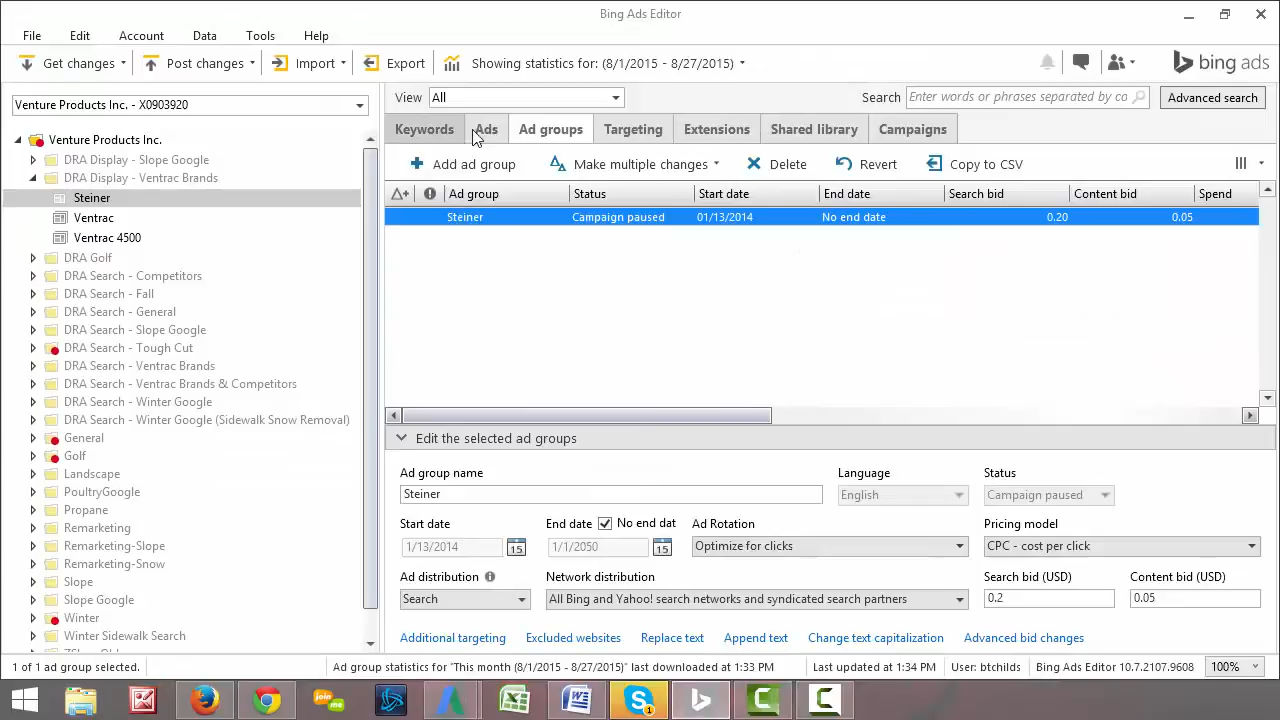 Bing Ads Editor
File Edit Account Data Tools Help
Get changes Post changes Import Export Showing statistics for: (8/1/2015 - 8/27/2015) bing ads
Venture Products Inc. - X0903920
View All Search Enter words or phrases separated by co Advanced search
Keywords Ads Ad groups Targeting Extensions Shared library Campaigns
Add ad group Make multiple changes Delete Revert Copy to CSV
Ad group Status Start date End date Search bid Content bid Spend
Steiner Campaign paused 01/13/2014 No end date 0.20 0.05
Venture Products Inc.
DRA Display - Slope Google
DRA Display - Ventrac Brands
Steiner
Ventrac
Ventrac 4500
DRA Golf
DRA Search - Competitors
DRA Search - Fall
DRA Search - General
DRA Search - Slope Google
DRA Search - Tough Cut
DRA Search - Ventrac Brands
DRA Search - Ventrac Brands & Competitors
DRA Search - Winter Google
DRA Search - Winter Google (Sidewalk Snow Removal)
General
Golf
Landscape
PoultryGoogle
Propane
Remarketing
Remarketing-Slope
Remarketing-Snow
Slope
Slope Google
Winter
Winter Sidewalk Search
Edit the selected ad groups
Ad group name Language Status
Steiner English Campaign paused
Start date End date No end dat Ad Rotation Pricing model
1/13/2014 15 1/1/2050 15 Optimize for clicks CPC - cost per click
Ad distribution Network distribution Search bid (USD) Content bid (USD)
Search All Bing and Yahoo! search networks and syndicated search partners 0.2 0.05
Additional targeting Excluded websites Replace text Append text Change text capitalization Advanced bid changes
1 of 1 ad group selected. Ad group statistics for "This month (8/1/2015 - 8/27/2015)" last downloaded at 1:33 PM Last updated at 1:34 PM User: btchilds Bing Ads Editor 10.7.2107.9608 100%
join me